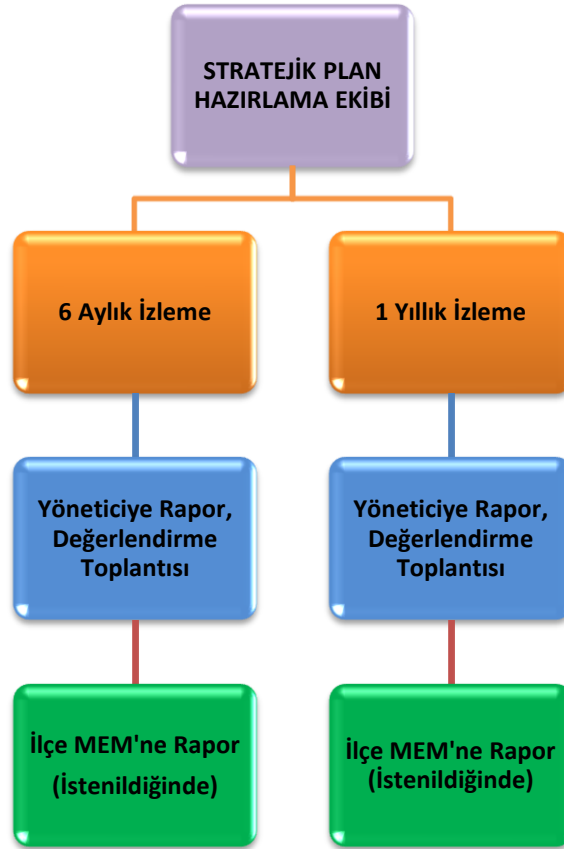 STRATEJİK PLAN
HAZIRLAMA EKİBİ
6 Aylık İzleme
1 Yıllık İzleme
Yöneticiye Rapor,
Değerlendirme
Toplantısı
Yöneticiye Rapor,
Değerlendirme
Toplantısı
İlçe MEM'ne Rapor
(İstenildiğinde)
İlçe MEM'ne Rapor
(İstenildiğinde)